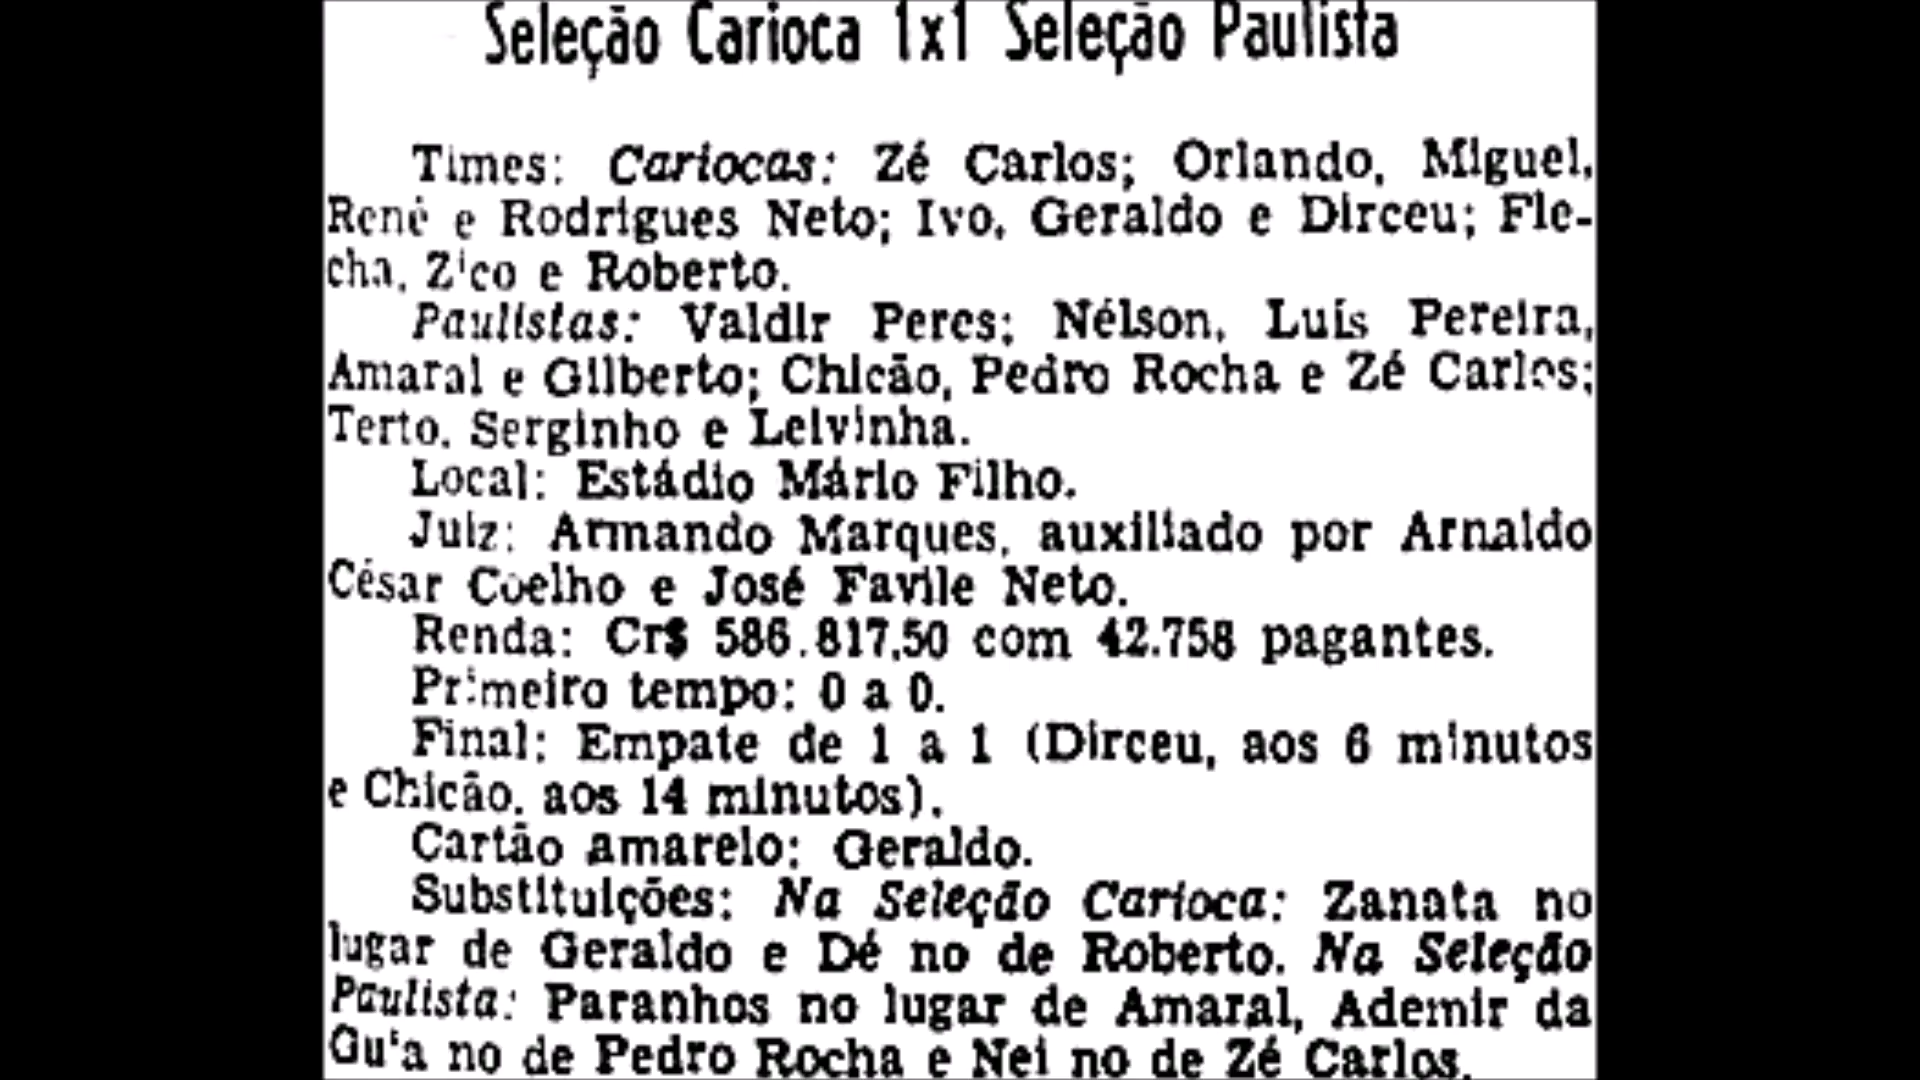 Seleção Carioca 1x1 Seleção Paulista
Times: Cariocas: Zé Carlos; Orlando, Miguel,
Renê e Rodrigues Neto; Ivo, Geraldo e Dirceu; Fle-
cha, Zico e Roberto.
Paulistas: Valdir Peres; Nélson, Luís Pereira,
Amaral e Gilberto; Chicão, Pedro Rocha e Zé Carlos;
Terto, Serginho e Leivinha.
Local: Estádio Mário Filho.
Juiz: Armando Marques, auxiliado por Arnaldo
César Coelho e José Favile Neto.
Renda: Cr$ 586.817,50 com 42.758 pagantes.
Primeiro tempo: 0 a 0.
Final: Empate de 1 a 1 (Dirceu, aos 6 minutos
e Chicão, aos 14 minutos).
Cartão amarelo: Geraldo.
Substituições: Na Seleção Carioca: Zanata no
lugar de Geraldo e Dé no de Roberto. Na Seleção
Paulista: Paranhos no lugar de Amaral, Ademir da
Guia no de Pedro Rocha e Nei no de Zé Carlos.